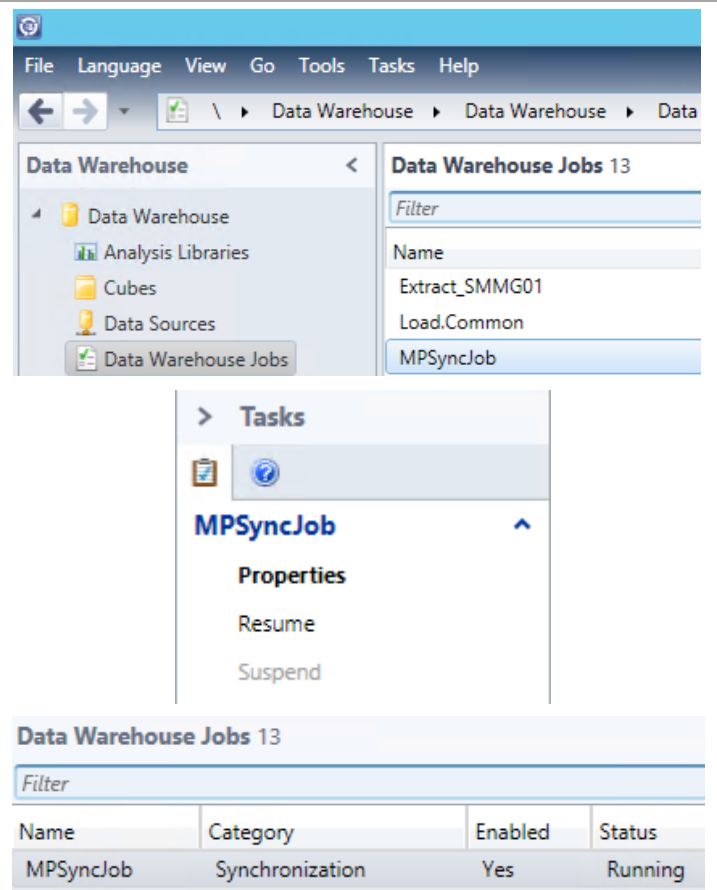 File Language View Go Tools Tasks Help
\ Data Warehouse Data Warehouse Data
Data Warehouse <
Data Warehouse Jobs 13
Data Warehouse
Filter
Analysis Libraries
Name
Cubes
Extract_SMMG01
Data Sources
Load.Common
Data Warehouse Jobs
MPSyncJob
> Tasks
MPSyncJob
Properties
Resume
Suspend
Data Warehouse Jobs 13
Filter
Name Category Enabled Status
MPSyncJob Synchronization Yes Running